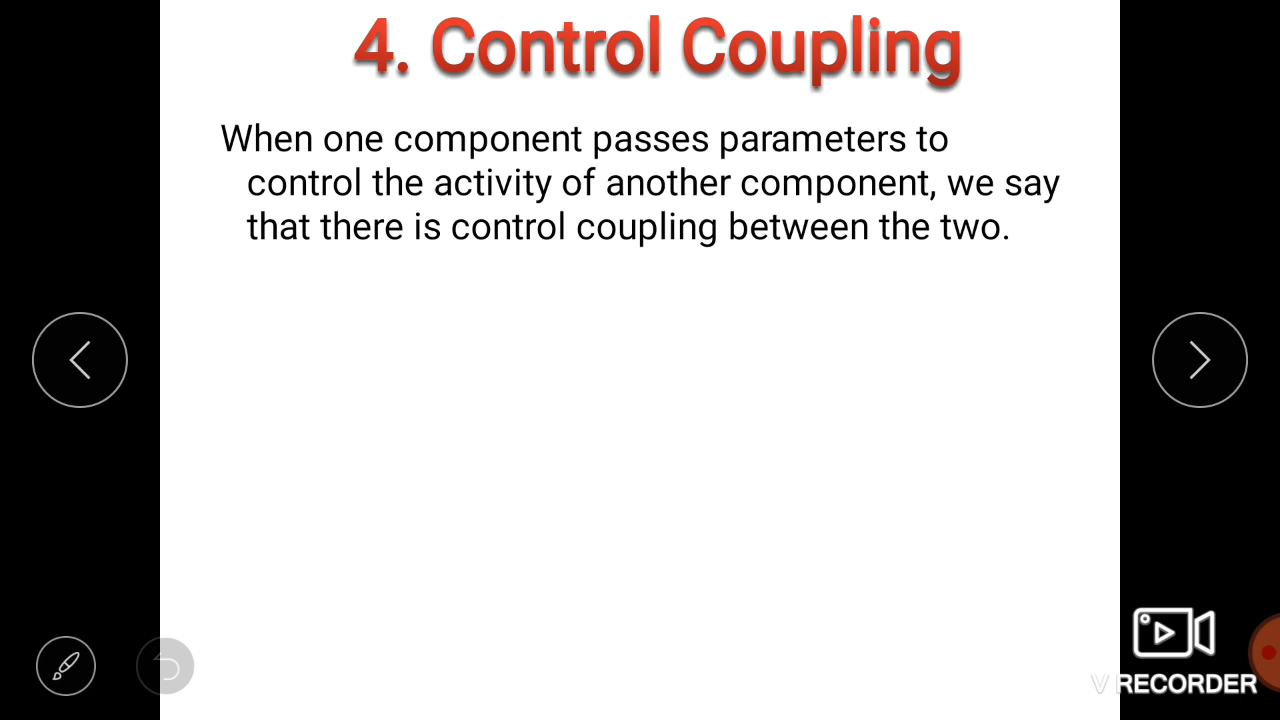 4. Control Coupling
When one component passes parameters to
control the activity of another component, we say
that there is control coupling between the two.
V RECORDER